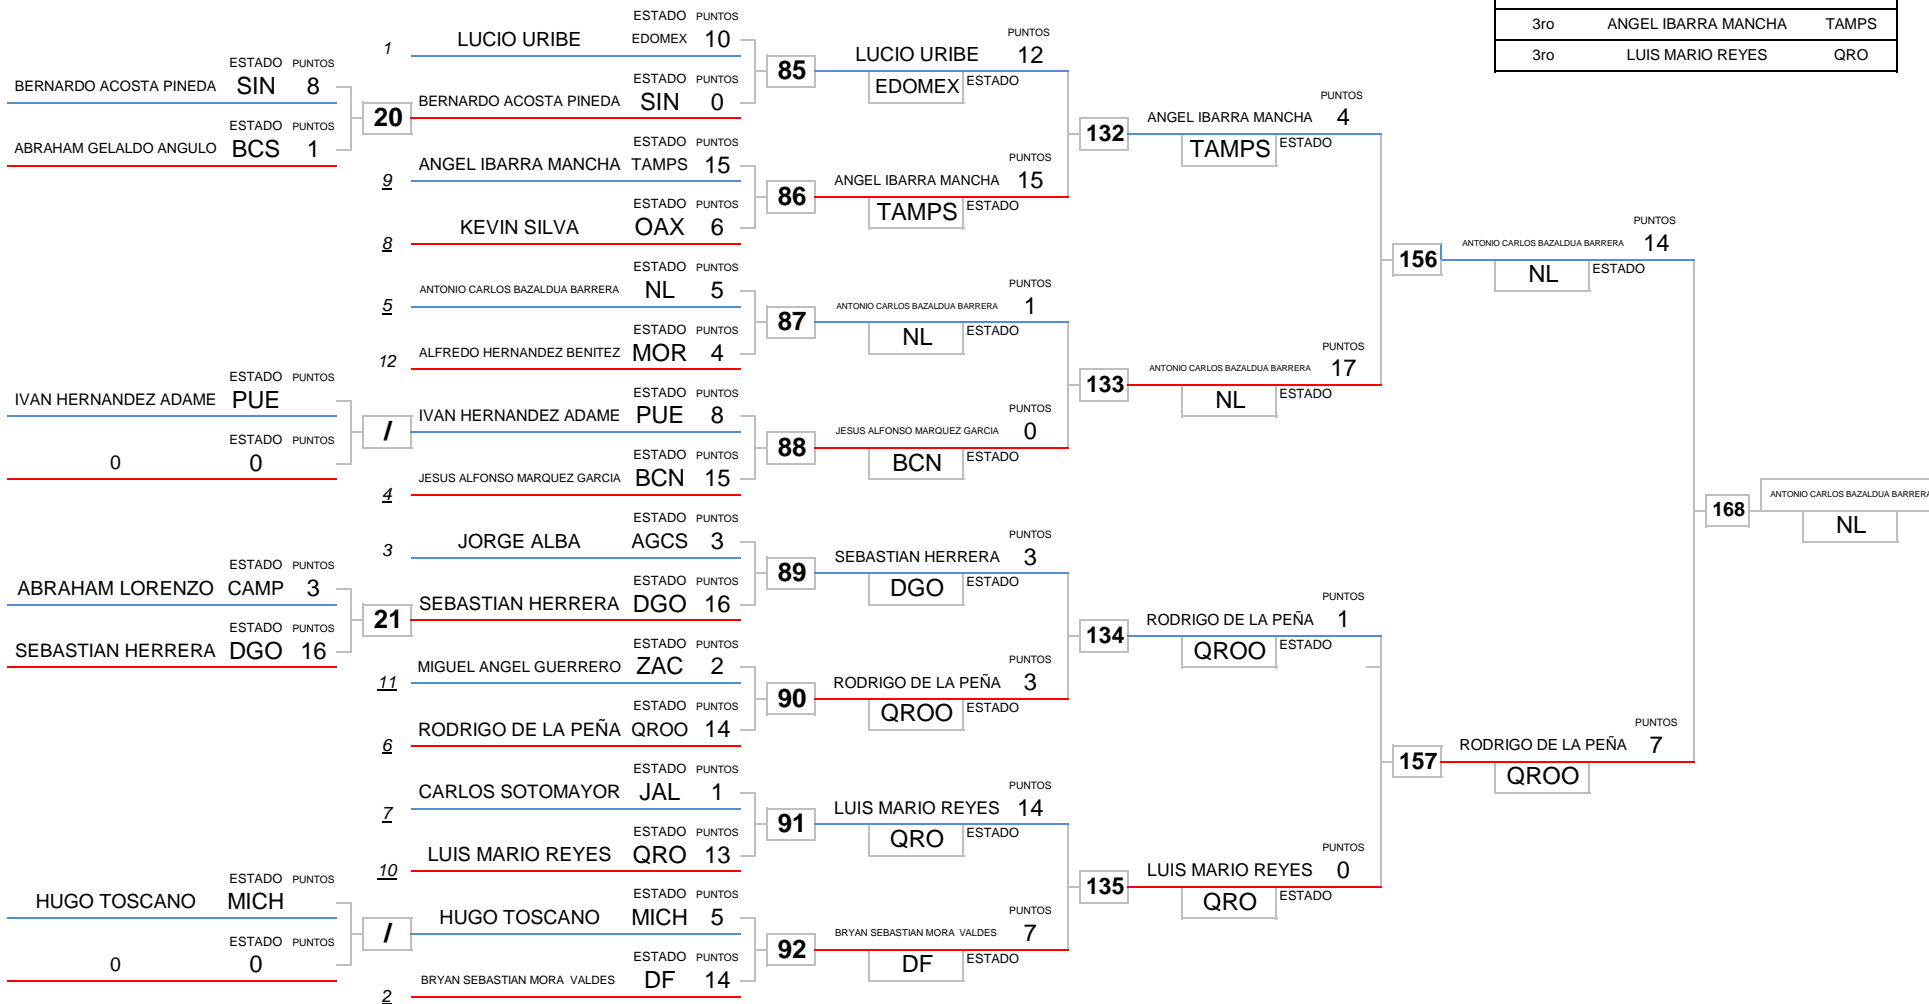 3ro ANGEL IBARRA MANCHA TAMPS
3ro LUIS MARIO REYES QRO
ESTADO PUNTOS
BERNARDO ACOSTA PINEDA SIN 8
ESTADO PUNTOS
ABRAHAM GELALDO ANGULO BCS 1
20
ESTADO PUNTOS
IVAN HERNANDEZ ADAME PUE
ESTADO PUNTOS
0 0
/
ESTADO PUNTOS
ABRAHAM LORENZO CAMP 3
ESTADO PUNTOS
SEBASTIAN HERRERA DGO 16
21
ESTADO PUNTOS
HUGO TOSCANO MICH
ESTADO PUNTOS
0 0
/
ESTADO PUNTOS
1 LUCIO URIBE EDOMEX 10
ESTADO PUNTOS
BERNARDO ACOSTA PINEDA SIN 0
85
ESTADO PUNTOS
9 ANGEL IBARRA MANCHA TAMPS 15
ESTADO PUNTOS
8 KEVIN SILVA OAX 6
86
ESTADO PUNTOS
5 ANTONIO CARLOS BAZALDUA BARRERA NL 5
ESTADO PUNTOS
12 ALFREDO HERNANDEZ BENITEZ MOR 4
87
ESTADO PUNTOS
IVAN HERNANDEZ ADAME PUE 8
ESTADO PUNTOS
4 JESUS ALFONSO MARQUEZ GARCIA BCN 15
88
ESTADO PUNTOS
3 JORGE ALBA AGCS 3
ESTADO PUNTOS
SEBASTIAN HERRERA DGO 16
89
ESTADO PUNTOS
11 MIGUEL ANGEL GUERRERO ZAC 2
ESTADO PUNTOS
6 RODRIGO DE LA PEÑA QROO 14
90
ESTADO PUNTOS
7 CARLOS SOTOMAYOR JAL 1
ESTADO PUNTOS
10 LUIS MARIO REYES QRO 13
91
ESTADO PUNTOS
HUGO TOSCANO MICH 5
ESTADO PUNTOS
2 BRYAN SEBASTIAN MORA VALDES DF 14
92
PUNTOS
LUCIO URIBE 12
EDOMEX ESTADO
PUNTOS
ANGEL IBARRA MANCHA 15
TAMPS ESTADO
132
PUNTOS
ANTONIO CARLOS BAZALDUA BARRERA 1
NL ESTADO
PUNTOS
JESUS ALFONSO MARQUEZ GARCIA 0
BCN ESTADO
133
PUNTOS
SEBASTIAN HERRERA 3
DGO ESTADO
PUNTOS
RODRIGO DE LA PEÑA 3
QROO ESTADO
134
PUNTOS
LUIS MARIO REYES 14
QRO ESTADO
PUNTOS
BRYAN SEBASTIAN MORA VALDES 7
DF ESTADO
135
PUNTOS
ANGEL IBARRA MANCHA 4
TAMPS ESTADO
PUNTOS
ANTONIO CARLOS BAZALDUA BARRERA 17
NL ESTADO
156
PUNTOS
RODRIGO DE LA PEÑA 1
QROO ESTADO
PUNTOS
LUIS MARIO REYES 0
QRO ESTADO
157
PUNTOS
ANTONIO CARLOS BAZALDUA BARRERA 14
NL ESTADO
PUNTOS
RODRIGO DE LA PEÑA 7
QROO
168
ANTONIO CARLOS BAZALDUA BARRERA
NL